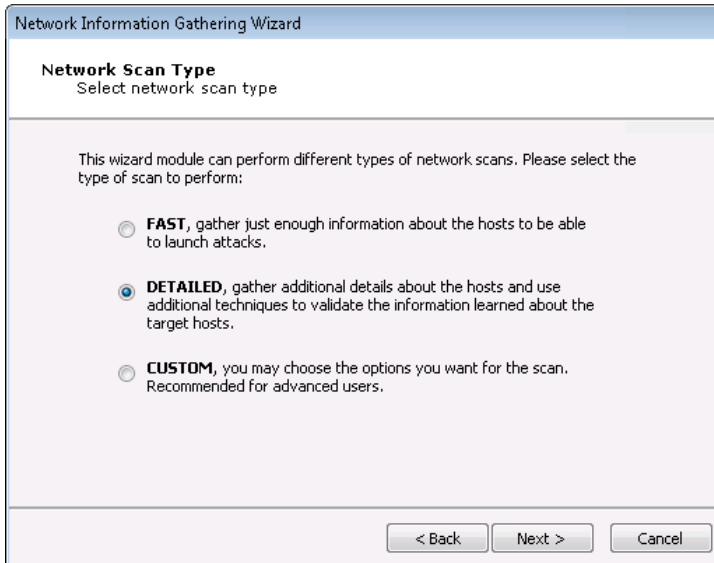 Network Information Gathering Wizard
Network Scan Type
Select network scan type
This wizard module can perform different types of network scans. Please select the
type of scan to perform:
FAST, gather just enough information about the hosts to be able
to launch attacks.
DETAILED, gather additional details about the hosts and use
additional techniques to validate the information learned about the
target hosts.
CUSTOM, you may choose the options you want for the scan.
Recommended for advanced users.
< Back Next > Cancel